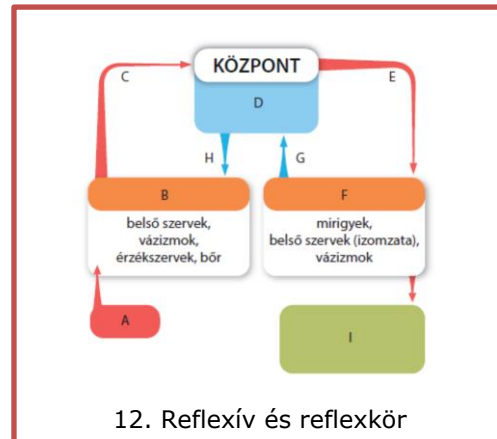 KÖZPONT
C
E
D
H
G
B
F
belső szervek,
vázizmok,
érzékszervek, bőr
mirigyek,
belső szervek (izomzata),
vázizmok
A
I
12. Reflexív és reflexkör